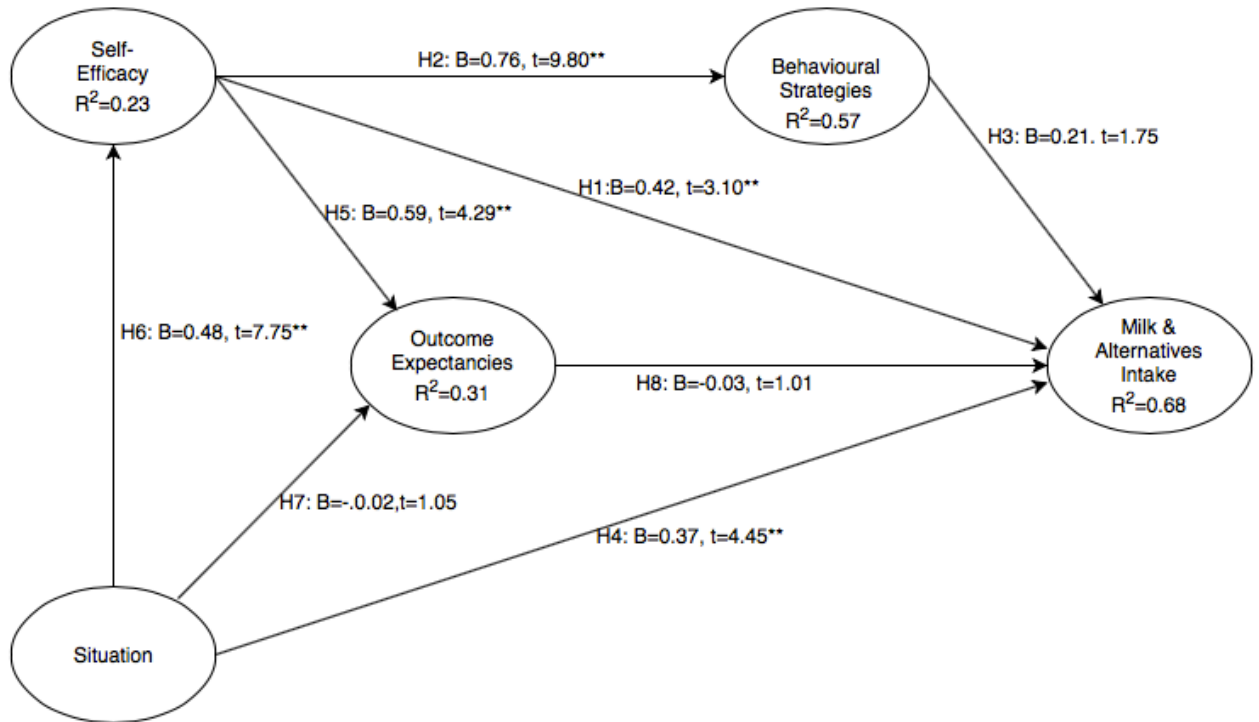 Self-
Efficacy
R²=0.23
H2: B=0.76, t=9.80**
Behavioural
Strategies
R²=0.57
H3: B=0.21. t=1.75
H1:B=0.42, t=3.10**
H5: B=0.59, t=4.29**
H6: B=0.48, t=7.75**
Outcome
Expectancies
R²=0.31
H8: B=-0.03, t=1.01
Milk &
Alternatives
Intake
R²=0.68
H7: B=-.0.02,t=1.05
H4: B=0.37, t=4.45**
Situation